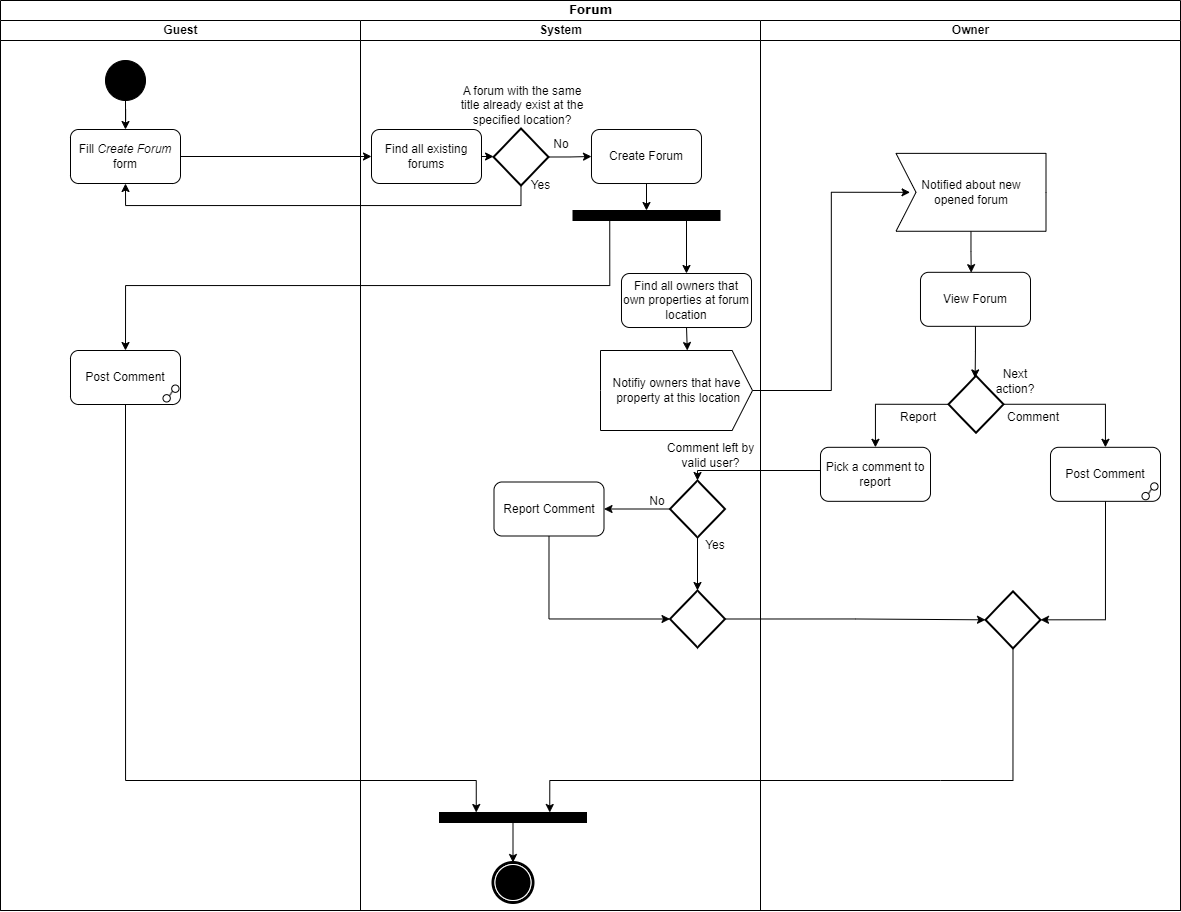 Forum
Guest
System
Owner
A forum with the same
title already exist at the
specified location?
Fill Create Forum
form
Find all existing
forums
No
Yes
Create Forum
Notified about new
opened forum
Find all owners that
own properties at forum
location
View Forum
Post Comment
Notifiy owners that have
property at this location
Next
action?
Report
Comment
Comment left by
valid user?
Pick a comment to
report
Post Comment
Report Comment
No
Yes